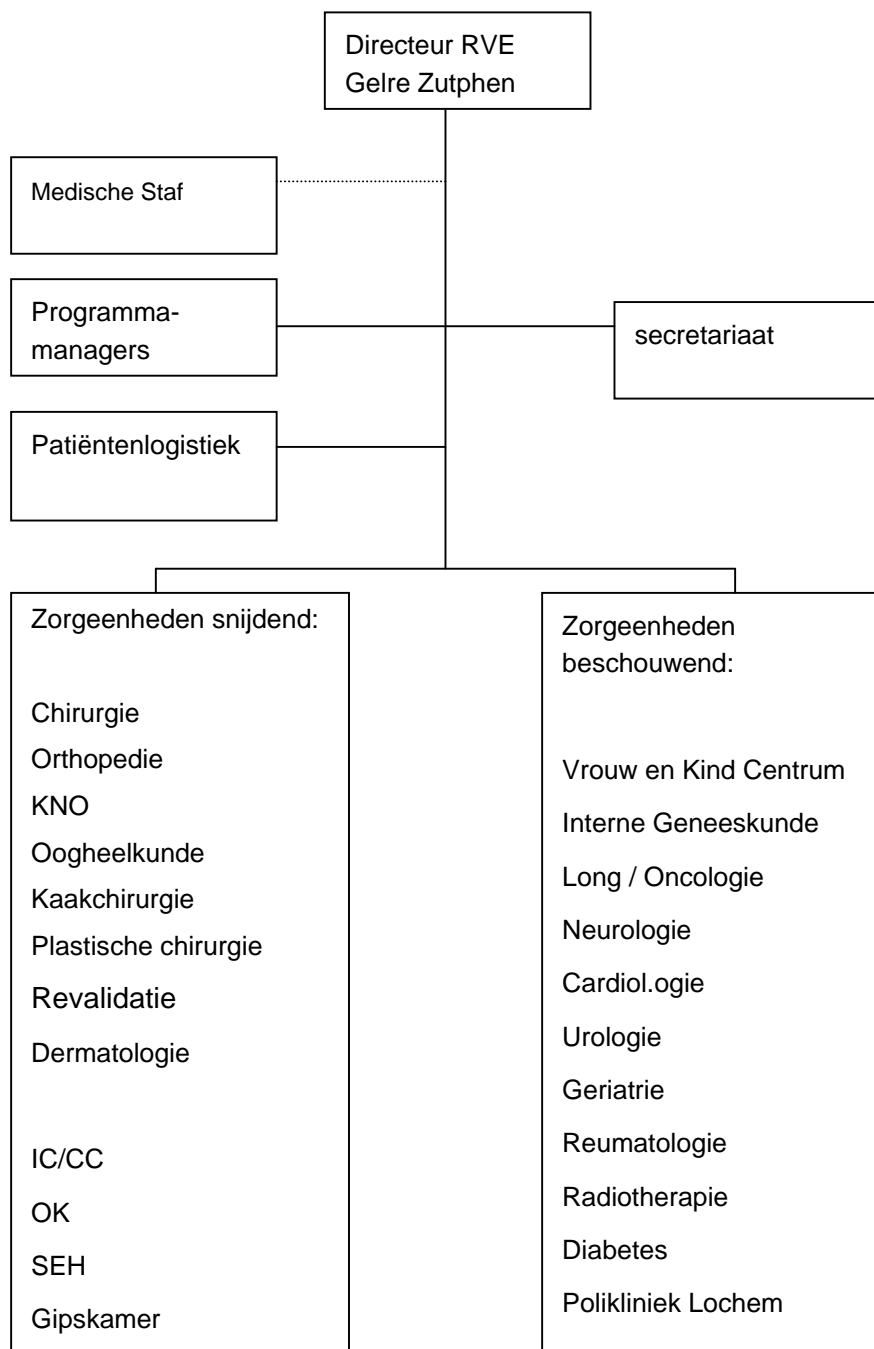 Directeur RVE
Gelre Zutphen
Medische Staf
Programma-
managers
secretariaat
Patiëntenlogistiek
Zorgeenheden snijdend:
Chirurgie
Orthopedie
KNO
Oogheelkunde
Kaakchirurgie
Plastische chirurgie
Revalidatie
Dermatologie
IC/CC
OK
SEH
Gipskamer
Zorgeenheden
beschouwend:
Vrouw en Kind Centrum
Interne Geneeskunde
Long / Oncologie
Neurologie
Cardiol.ogie
Urologie
Geriatrie
Reumatologie
Radiotherapie
Diabetes
Polikliniek Lochem